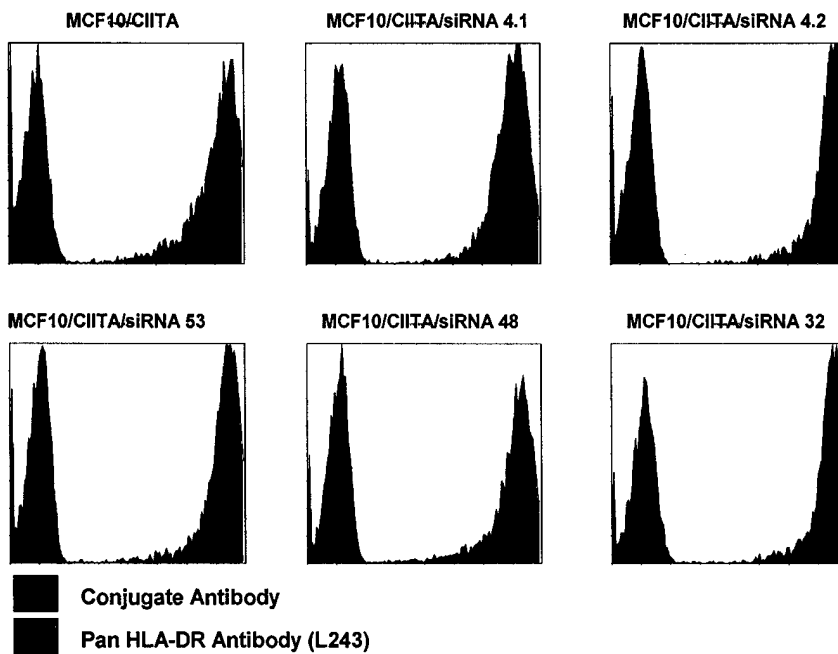 MCF10/CIITA
MCF10/CIITA/siRNA 4.1
MCF10/CIITA/siRNA 4.2
MCF10/CIITA/siRNA 53
MCF10/CIITA/siRNA 48
MCF10/CIITA/siRNA 32
Conjugate Antibody
Pan HLA-DR Antibody (L243)